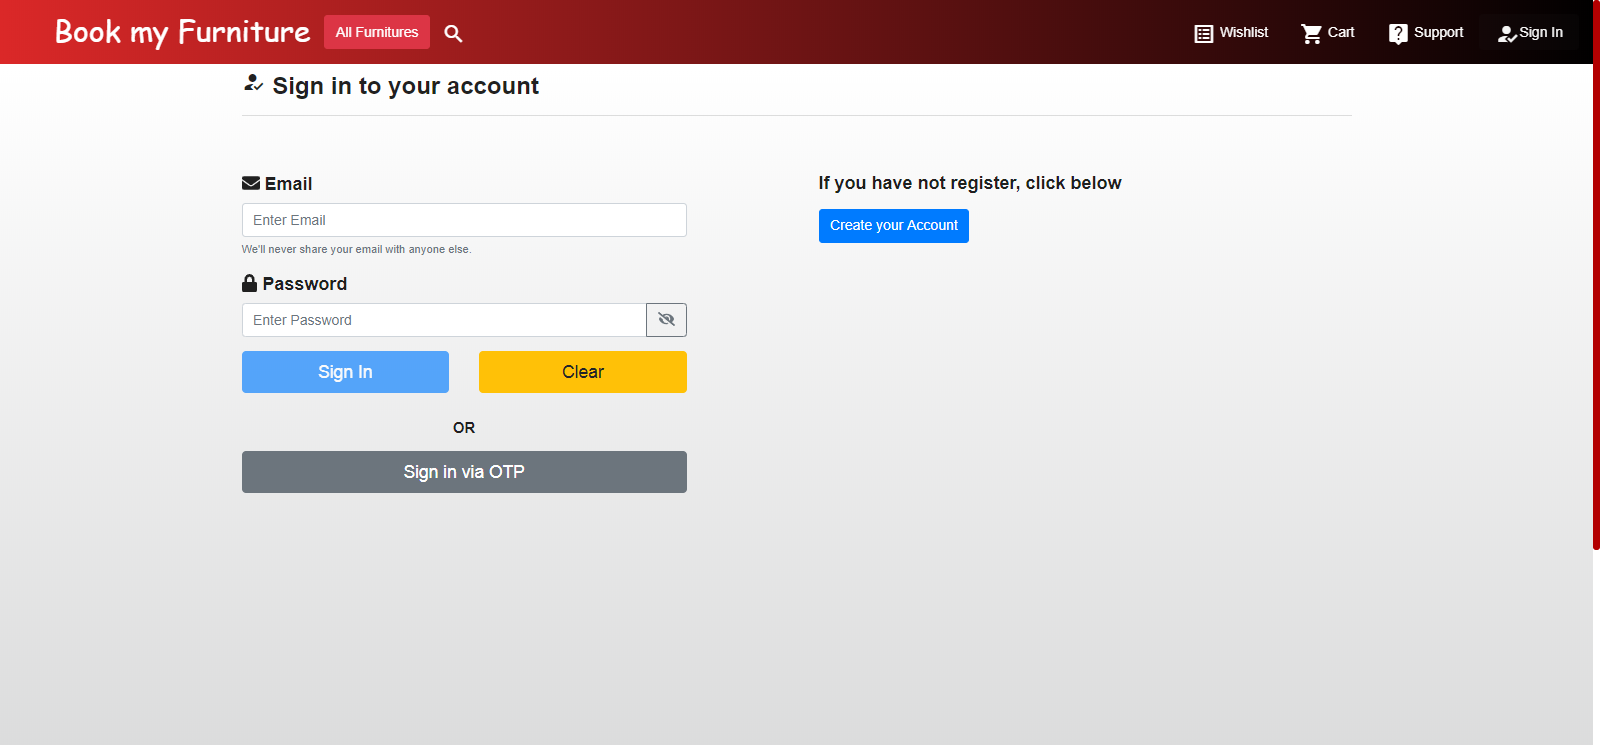 Book my Furniture All Furnitures Wishlist Cart Support Sign In
Sign in to your account
Email
Enter Email
We'll never share your email with anyone else.
Password
Enter Password
Sign In Clear
OR
Sign in via OTP
If you have not register, click below
Create your Account